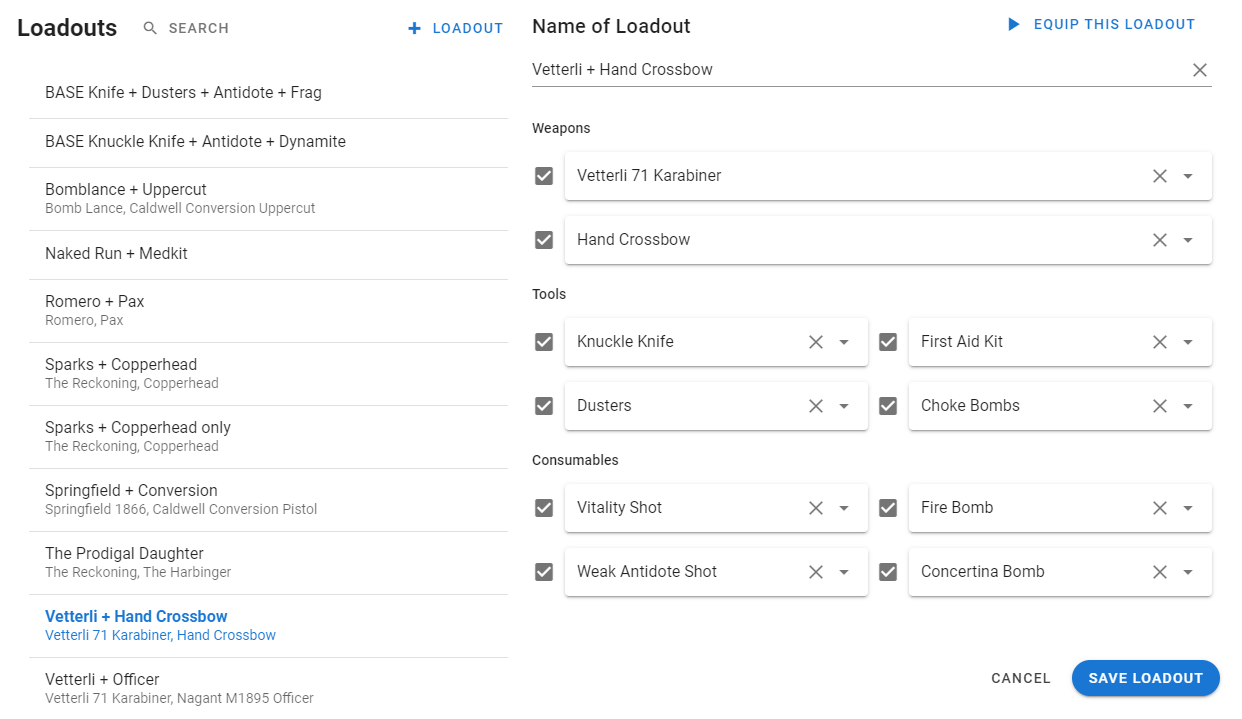 Loadouts
SEARCH
LOADOUT
BASE Knife + Dusters + Antidote + Frag
BASE Knuckle Knife + Antidote + Dynamite
Bomblance + Uppercut
Bomb Lance, Caldwell Conversion Uppercut
Naked Run + Medkit
Romero + Pax
Romero, Pax
Sparks + Copperhead
The Reckoning, Copperhead
Sparks + Copperhead only
The Reckoning, Copperhead
Springfield + Conversion
Springfield 1866, Caldwell Conversion Pistol
The Prodigal Daughter
The Reckoning, The Harbinger
Vetterli + Hand Crossbow
Vetterli 71 Karabiner, Hand Crossbow
Vetterli + Officer
Vetterli 71 Karabiner, Nagant M1895 Officer
Name of Loadout
EQUIP THIS LOADOUT
Vetterli + Hand Crossbow
Weapons
Vetterli 71 Karabiner
Hand Crossbow
Tools
Knuckle Knife
First Aid Kit
Dusters
Choke Bombs
Consumables
Vitality Shot
Fire Bomb
Weak Antidote Shot
Concertina Bomb
CANCEL
SAVE LOADOUT